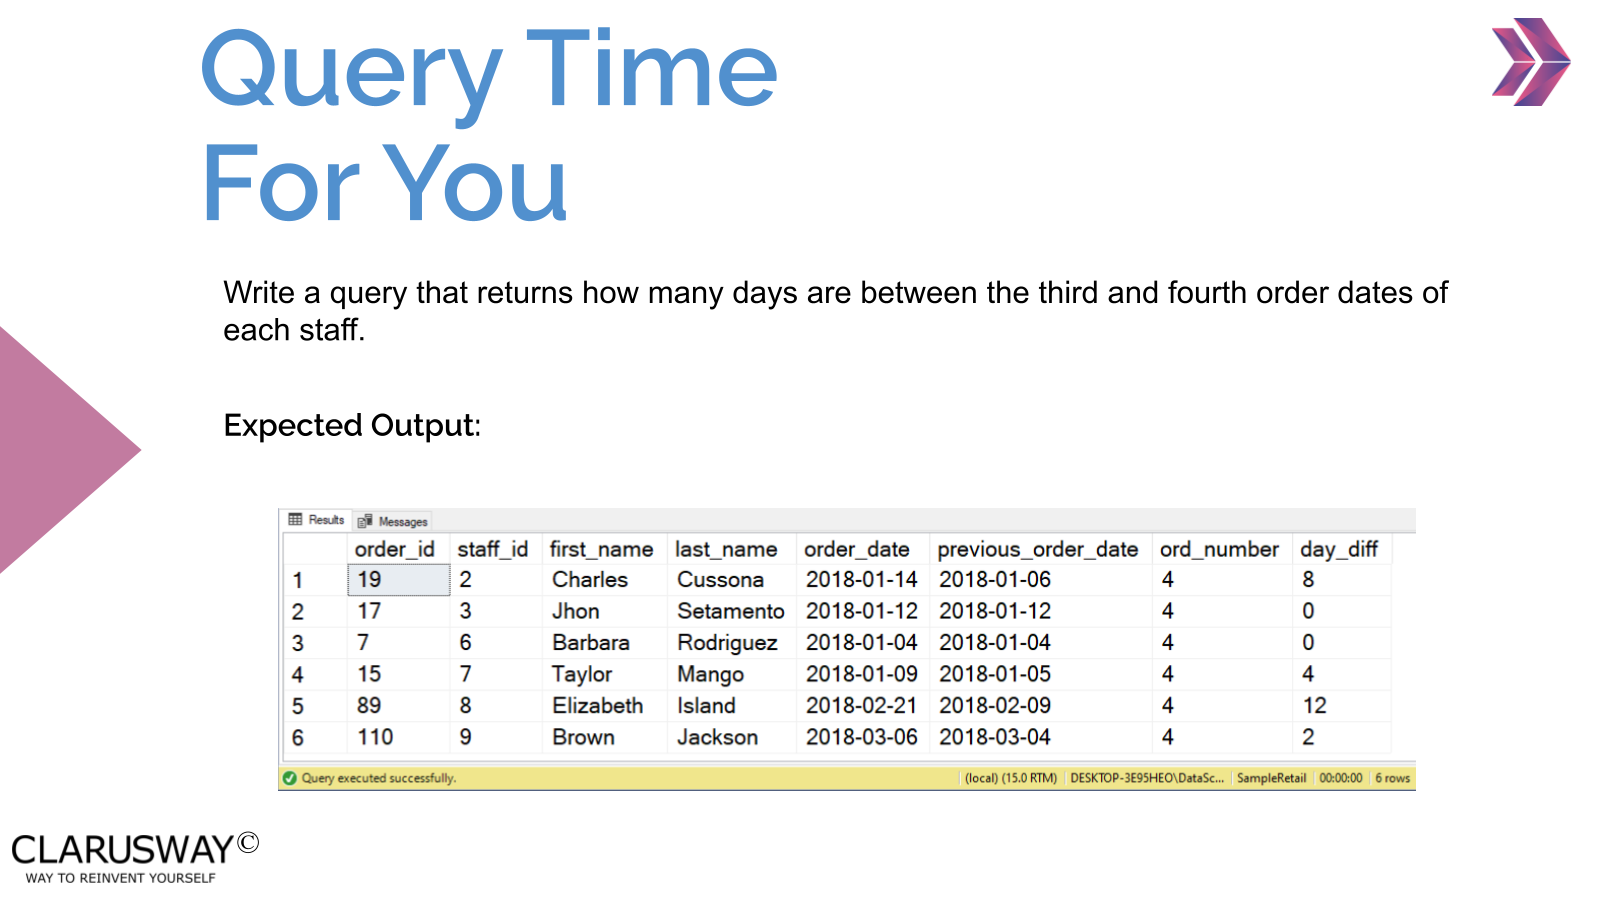 Query Time
For You
Write a query that returns how many days are between the third and fourth order dates of
each staff.
Expected Output:
Results Messages
order_id staff_id first_name last_name order_date previous_order_date ord_number day_diff
1 19 2 Charles Cussona 2018-01-14 2018-01-06 4 8
2 17 3 Jhon Setamento 2018-01-12 2018-01-12 4 0
3 7 6 Barbara Rodriguez 2018-01-04 2018-01-04 4 0
4 15 7 Taylor Mango 2018-01-09 2018-01-05 4 4
5 89 8 Elizabeth Island 2018-02-21 2018-02-09 4 12
6 110 9 Brown Jackson 2018-03-06 2018-03-04 4 2
Query executed successfully. (local) (15.0 RTM) DESKTOP-3E95HEO\DataSc... SampleRetail 00:00:00 6 rows
CLARUSWAY©
WAY TO REINVENT YOURSELF